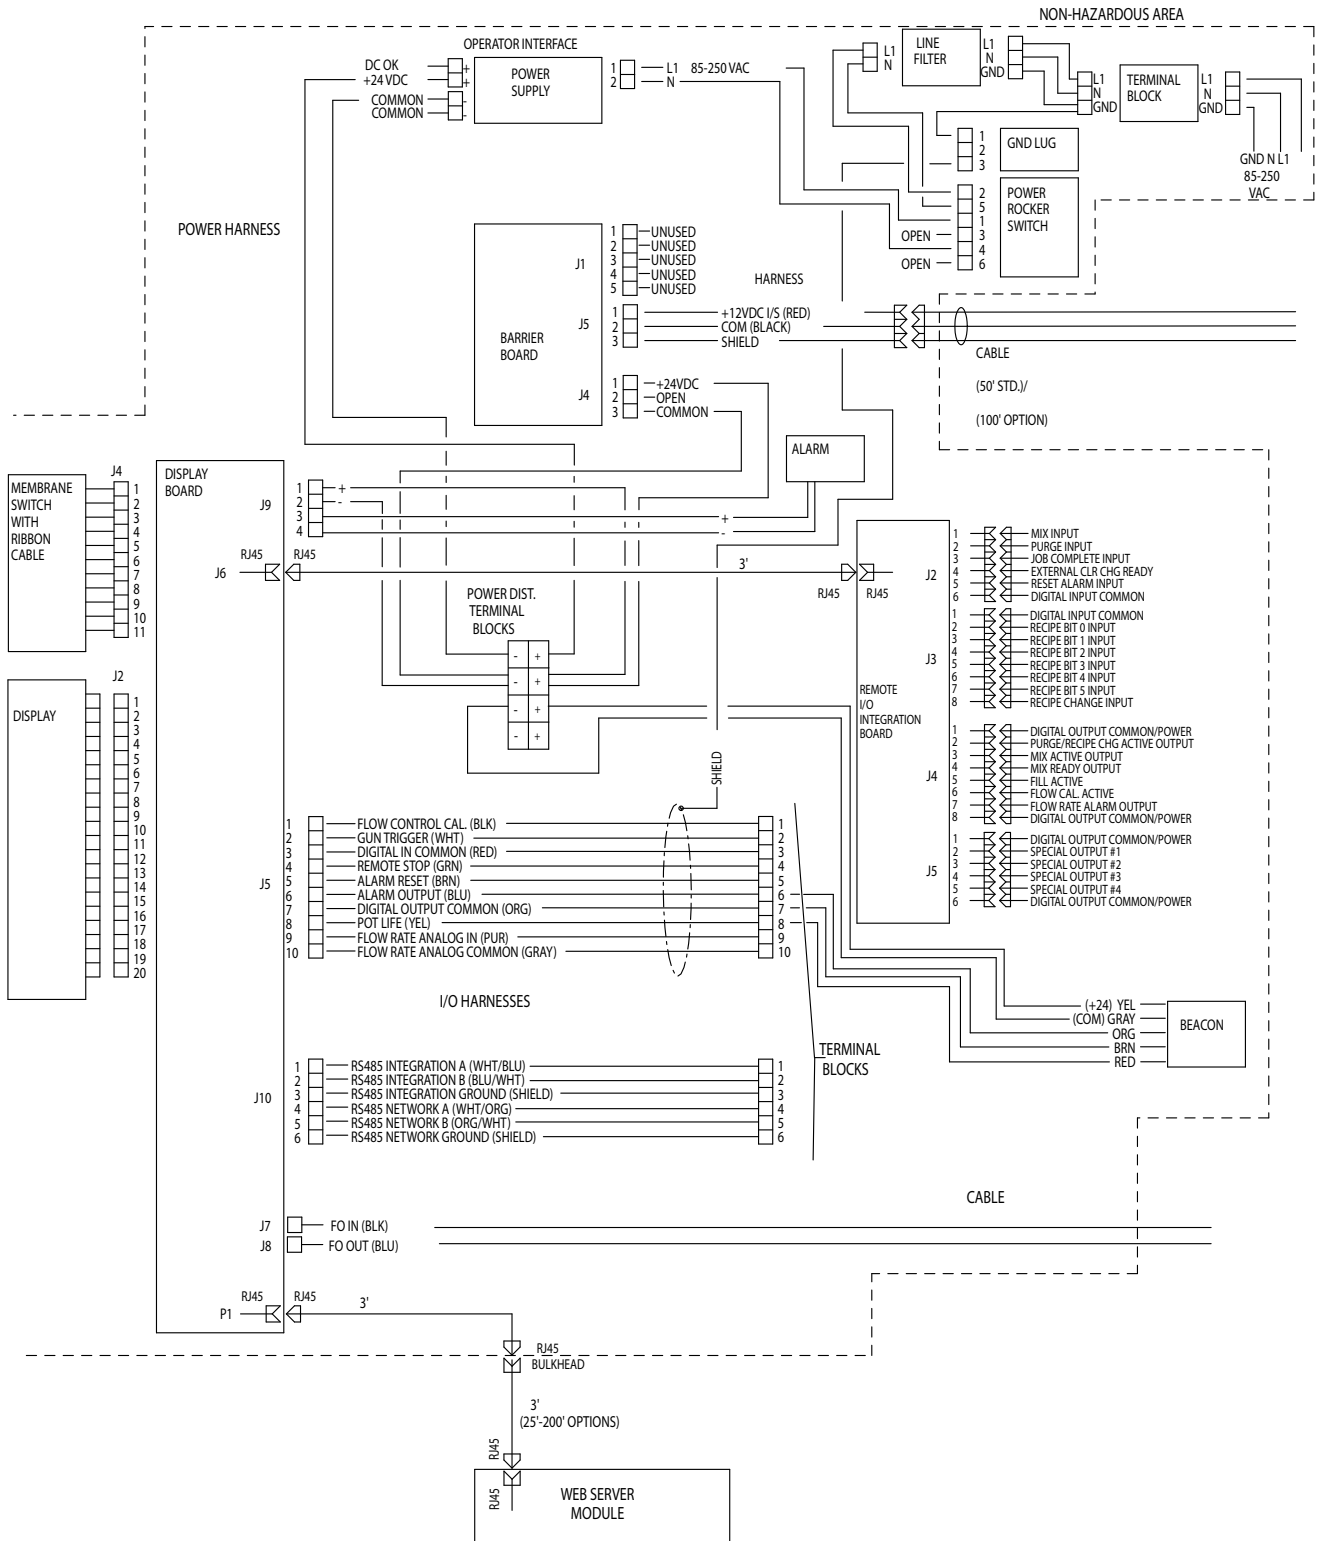 NON-HAZARDOUS AREA
OPERATOR INTERFACE
POWER
SUPPLY
DC OK
+24 VDC
COMMON
COMMON
+
+
-
-
1
2
L1 85-250 VAC
N
L1
N
LINE
FILTER
L1
N
GND
L1
N
GND
TERMINAL
BLOCK
L1
N
GND
GND N L1
85-250
VAC
1
2
3
GND LUG
2
5
1
3
4
6
OPEN
OPEN
POWER
ROCKER
SWITCH
POWER HARNESS
BARRIER
BOARD
J1
1
2
3
4
5
UNUSED
UNUSED
UNUSED
UNUSED
UNUSED
HARNESS
J5
1
2
3
+12VDC I/S (RED)
COM (BLACK)
SHIELD
CABLE
(50' STD.)/
(100' OPTION)
J4
1
2
3
+24VDC
OPEN
COMMON
ALARM
MEMBRANE
SWITCH
WITH
RIBBON
CABLE
J4
1
2
3
4
5
6
7
8
9
10
11
DISPLAY
BOARD
J9
1
2
3
4
+
-
+
-
J6
RJ45
RJ45
3'
RJ45
RJ45
POWER DIST.
TERMINAL
BLOCKS
- +
- +
- +
- +
DISPLAY
J2
1
2
3
4
5
6
7
8
9
10
11
12
13
14
15
16
17
18
19
20
REMOTE
I/O
INTEGRATION
BOARD
J2
1 MIX INPUT
2 PURGE INPUT
3 JOB COMPLETE INPUT
4 EXTERNAL CLR CHG READY
5 RESET ALARM INPUT
6 DIGITAL INPUT COMMON
J3
1 DIGITAL INPUT COMMON
2 RECIPE BIT 0 INPUT
3 RECIPE BIT 1 INPUT
4 RECIPE BIT 2 INPUT
5 RECIPE BIT 3 INPUT
6 RECIPE BIT 4 INPUT
7 RECIPE BIT 5 INPUT
8 RECIPE CHANGE INPUT
J4
1 DIGITAL OUTPUT COMMON/POWER
2 PURGE/RECIPE CHG ACTIVE OUTPUT
3 MIX ACTIVE OUTPUT
4 MIX READY OUTPUT
5 FILL ACTIVE
6 FLOW CAL. ACTIVE
7 FLOW RATE ALARM OUTPUT
8 DIGITAL OUTPUT COMMON/POWER
J5
1 DIGITAL OUTPUT COMMON/POWER
2 SPECIAL OUTPUT #1
3 SPECIAL OUTPUT #2
4 SPECIAL OUTPUT #3
5 SPECIAL OUTPUT #4
6 DIGITAL OUTPUT COMMON/POWER
SHIELD
J5
1 FLOW CONTROL CAL. (BLK) 1
2 GUN TRIGGER (WHT) 2
3 DIGITAL IN COMMON (RED) 3
4 REMOTE STOP (GRN) 4
5 ALARM RESET (BRN) 5
6 ALARM OUTPUT (BLU) 6
7 DIGITAL OUTPUT COMMON (ORG) 7
8 POT LIFE (YEL) 8
9 FLOW RATE ANALOG IN (PUR) 9
10 FLOW RATE ANALOG COMMON (GRAY) 10
I/O HARNESSES
TERMINAL
BLOCKS
(+24) YEL
(COM) GRAY
ORG
BRN
RED
BEACON
J10
1 RS485 INTEGRATION A (WHT/BLU) 1
2 RS485 INTEGRATION B (BLU/WHT) 2
3 RS485 INTEGRATION GROUND (SHIELD) 3
4 RS485 NETWORK A (WHT/ORG) 4
5 RS485 NETWORK B (ORG/WHT) 5
6 RS485 NETWORK GROUND (SHIELD) 6
CABLE
J7 FO IN (BLK)
J8 FO OUT (BLU)
P1
RJ45
RJ45
3'
RJ45
BULKHEAD
3'
(25'-200' OPTIONS)
RJ45
RJ45
WEB SERVER
MODULE